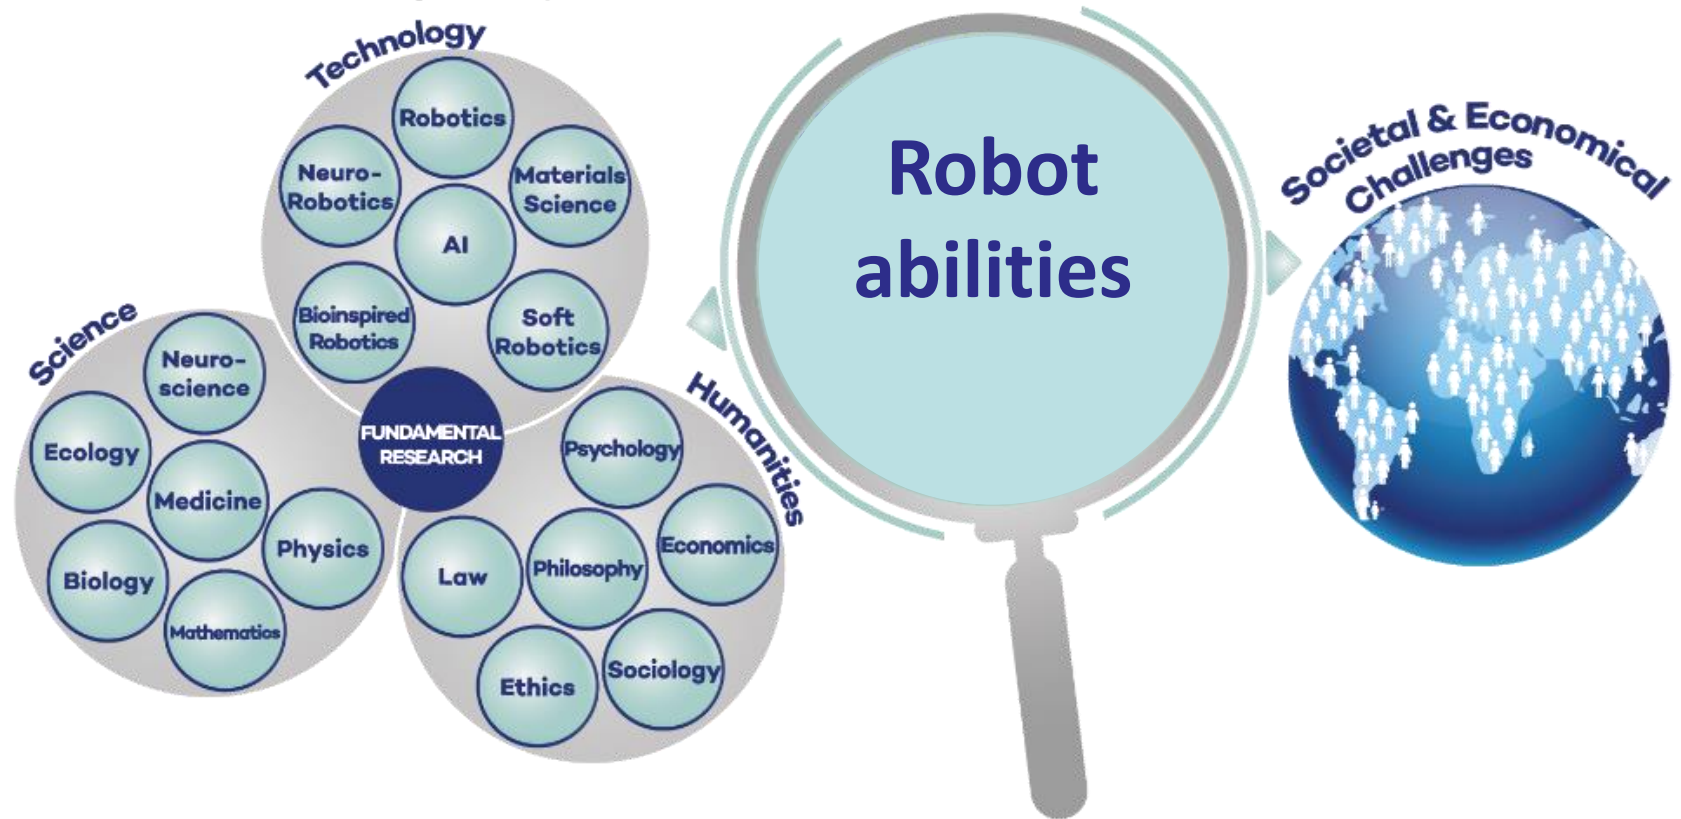 Technology
Robotics
Neuro-
Robotics
Materials
Science
AI
Bioinspired
Robotics
Soft
Robotics
Science
Neuro-
science
Ecology
Medicine
Physics
Biology
Mathematics
FUNDAMENTAL
RESEARCH
Humanities
Psychology
Economics
Law
Philosophy
Ethics
Sociology
Robot
abilities
Societal & Economical
Challenges